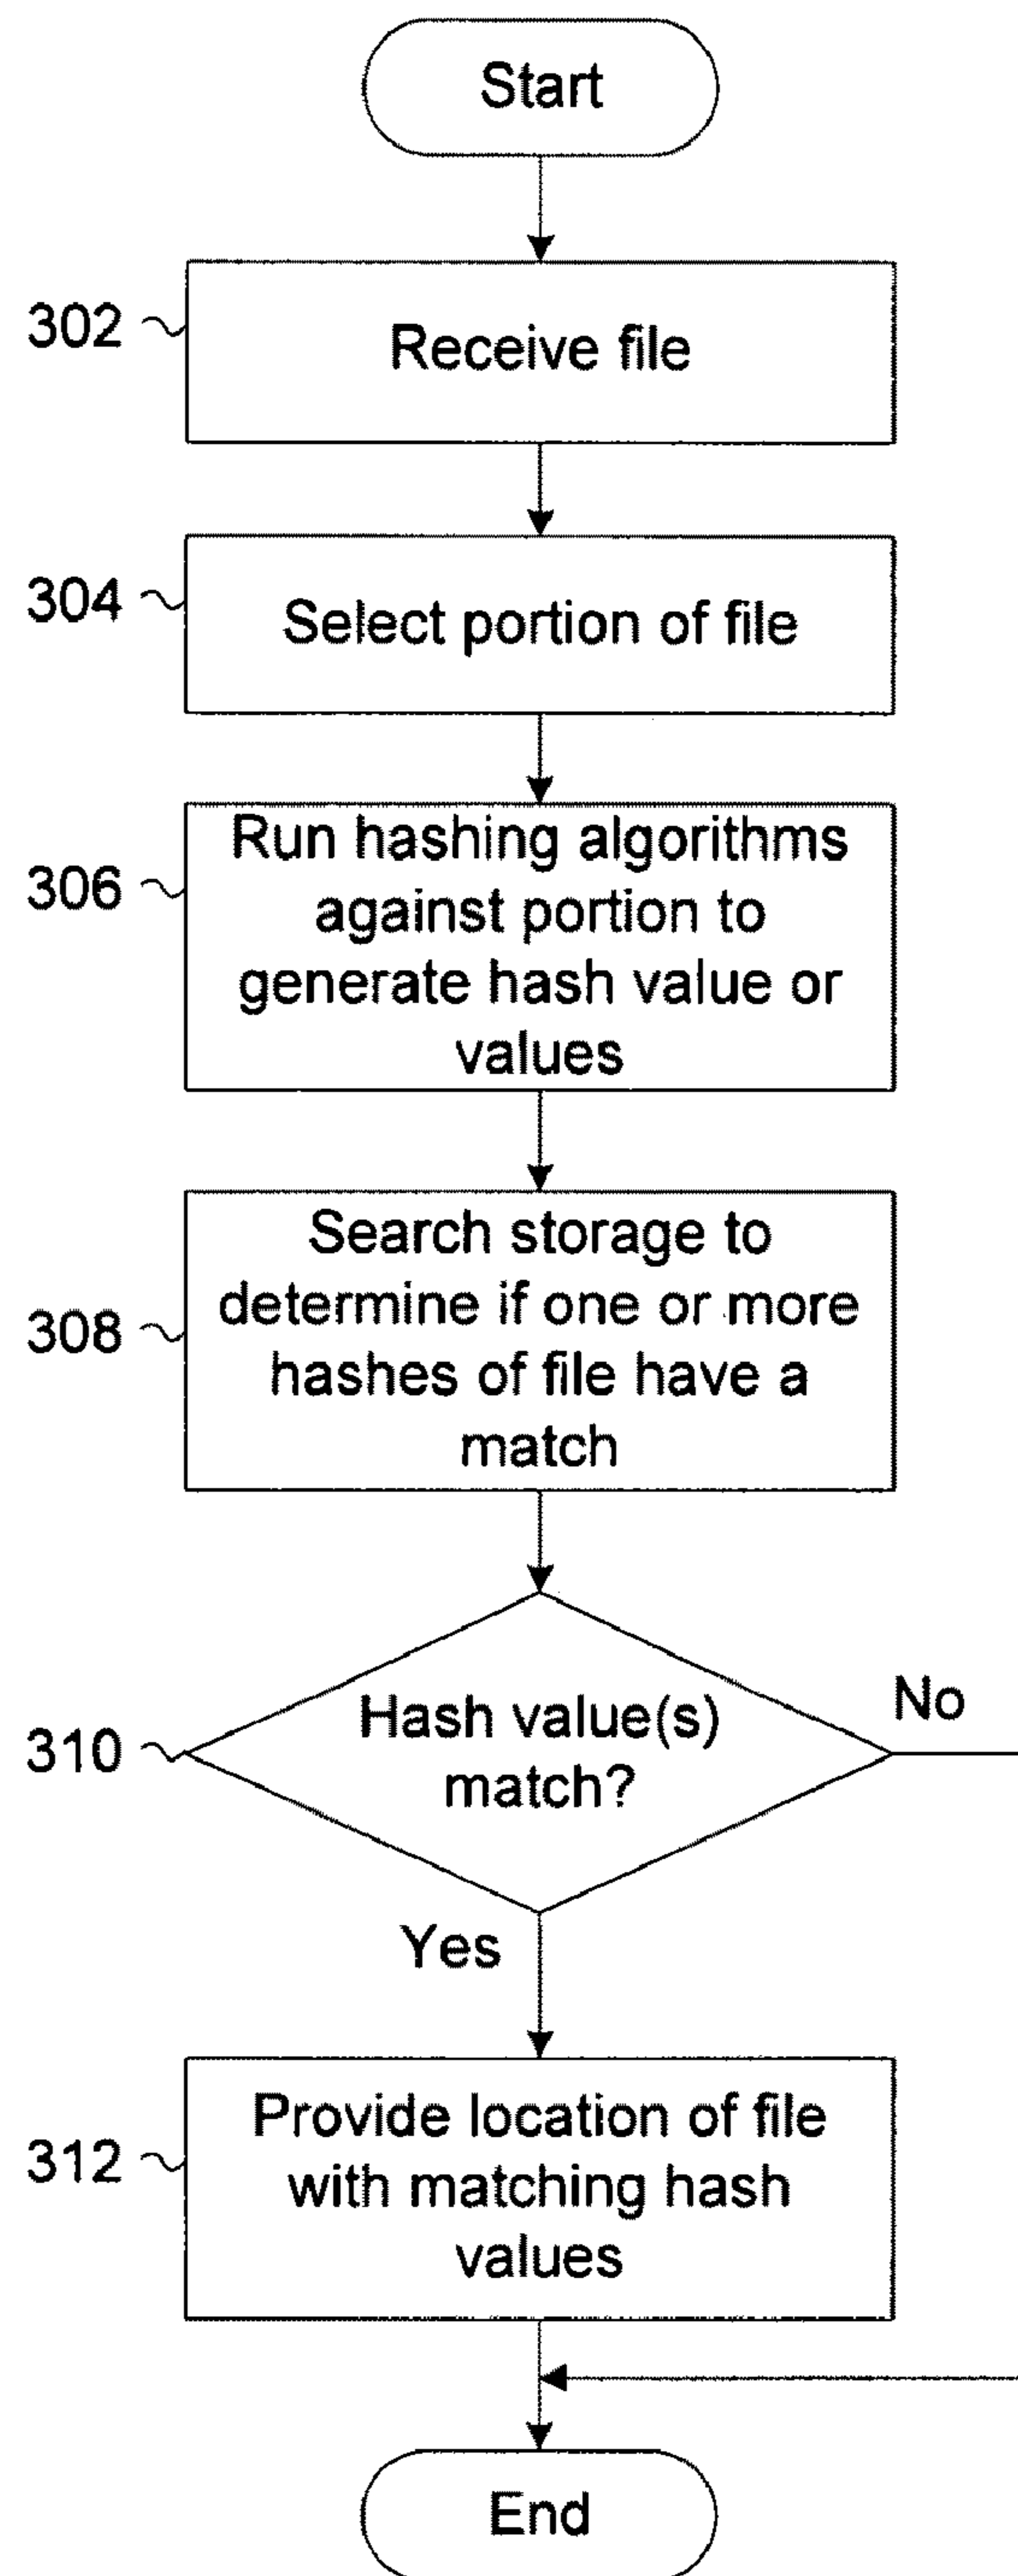 Start
302
Receive file
304
Select portion of file
306
Run hashing algorithms
against portion to
generate hash value or
values
308
Search storage to
determine if one or more
hashes of file have a
match
310
Hash value(s)
match?
No
Yes
312
Provide location of file
with matching hash
values
End